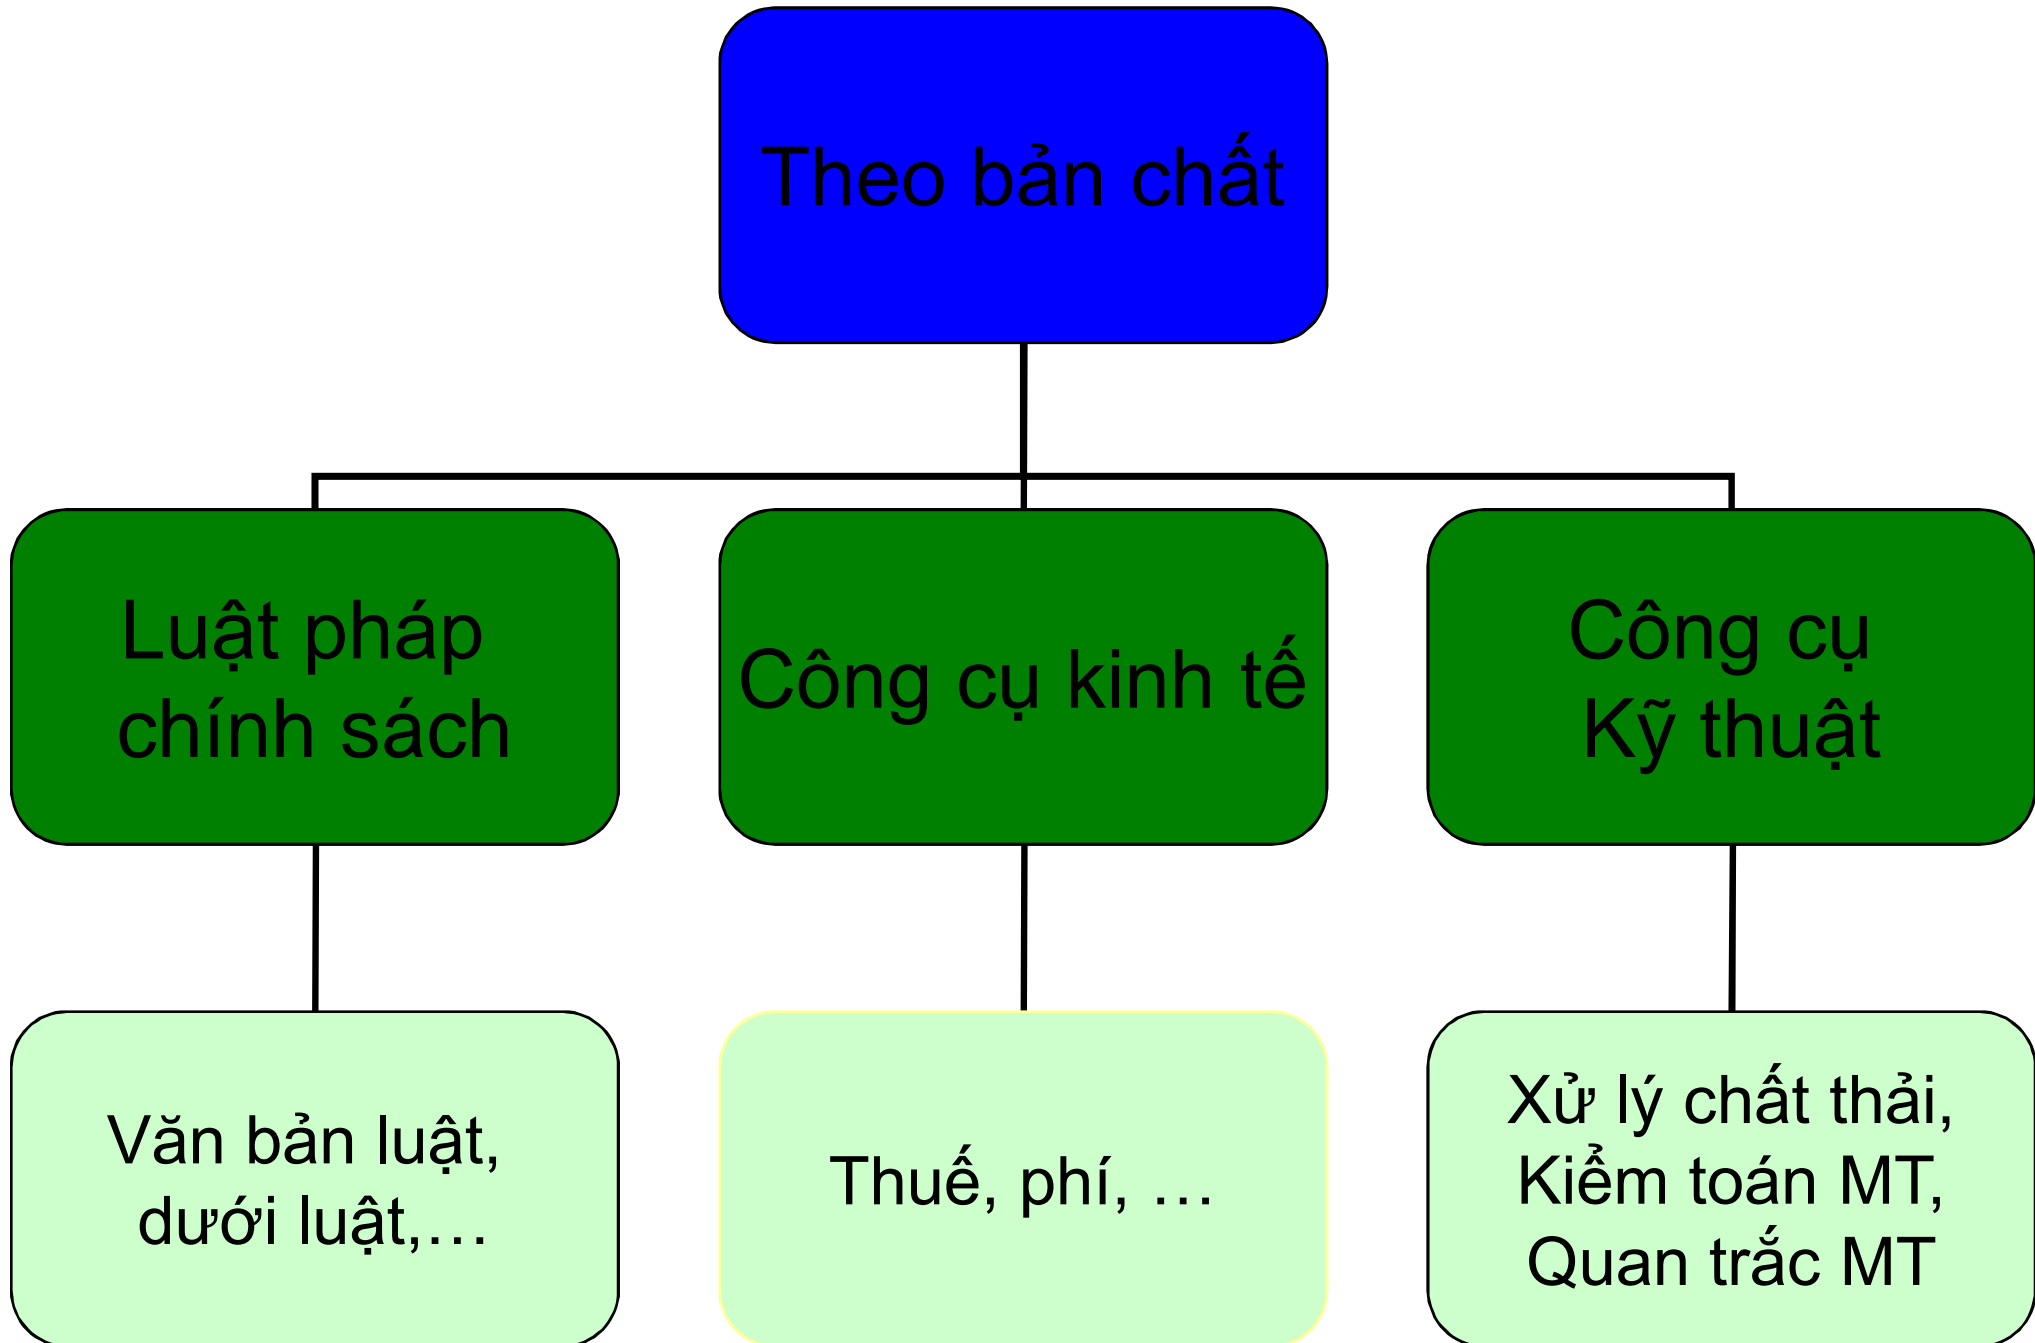 Theo bản chất
Luật pháp
chính sách
Công cụ kinh tế
Công cụ
Kỹ thuật
Văn bản luật,
dưới luật,…
Thuế, phí, …
Xử lý chất thải,
Kiểm toán MT,
Quan trắc MT